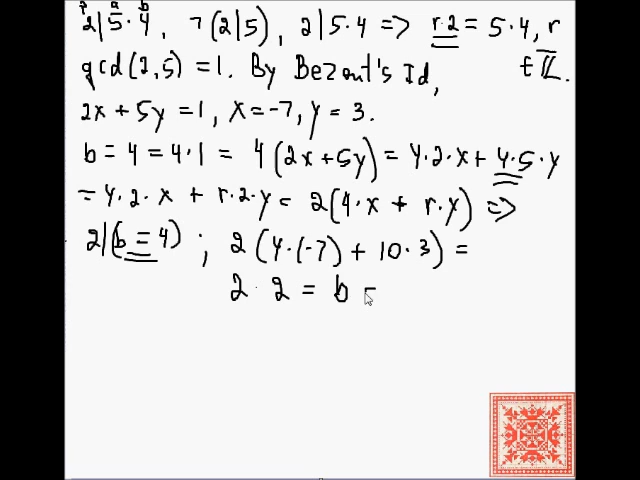 p a b
2|5·4, ¬(2|5), 2|5·4 => r·2 = 5·4, r
gcd(2,5) = 1. By Bezout's Id, ∈ ℤ.
2x + 5y = 1, x = -7, y = 3.
b = 4 = 4·1 = 4(2x+5y) = 4·2·x + 4·5·y
= 4·2·x + r·2·y = 2(4·x + r·y) =>
2|(b = 4) ; 2(4·(-7) + 10·3) =
2·2 = b =